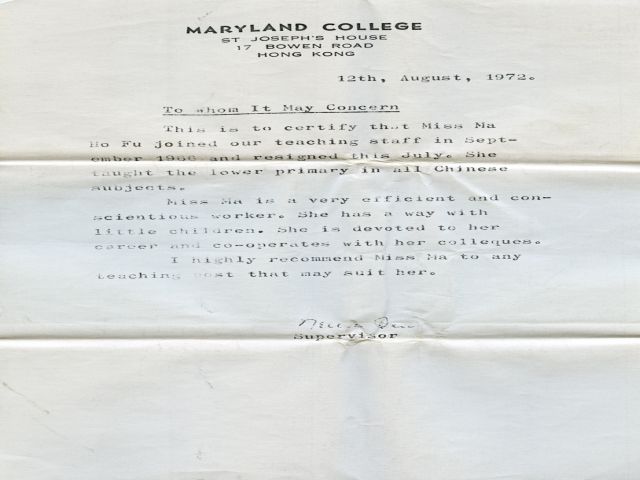 MARYLAND COLLEGE
ST JOSEPH'S HOUSE
17 BOWEN ROAD
HONG KONG
12th, August, 1972.
To whom It May Concern
This is to certify that Miss Ma
Ho Fu joined our teaching staff in Sept-
ember 1966 and resigned this July. She
taught the lower primary in all Chinese
subjects.
Miss Ma is a very efficient and con-
scientious worker. She has a way with
little children. She is devoted to her
career and co-operates with her colleques.
I highly recommend Miss Ma to any
teaching post that may suit her.
Supervisor